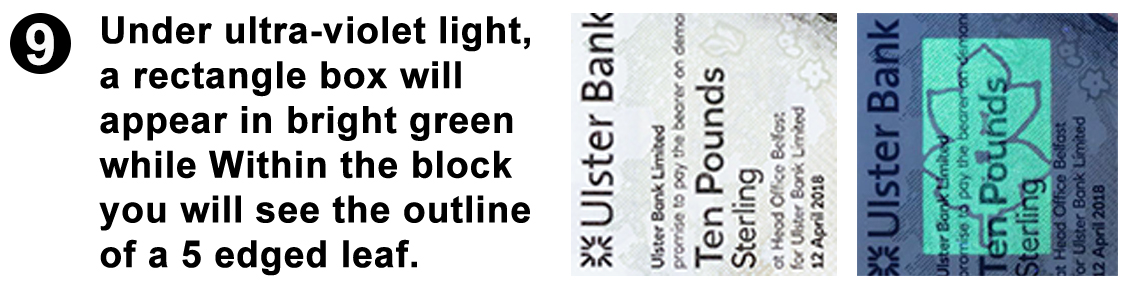 9
Under ultra-violet light,
a rectangle box will
appear in bright green
while Within the block
you will see the outline
of a 5 edged leaf.
Ulster Bank
Ulster Bank Limited
promise to pay the bearer on demand
Ten Pounds
Sterling
at Head Office Belfast
for Ulster Bank Limited
12 April 2018
Ulster Bank
Ulster Bank Limited
promise to pay the bearer on demand
Ten Pounds
Sterling
at Head Office Belfast
for Ulster Bank Limited
12 April 2018